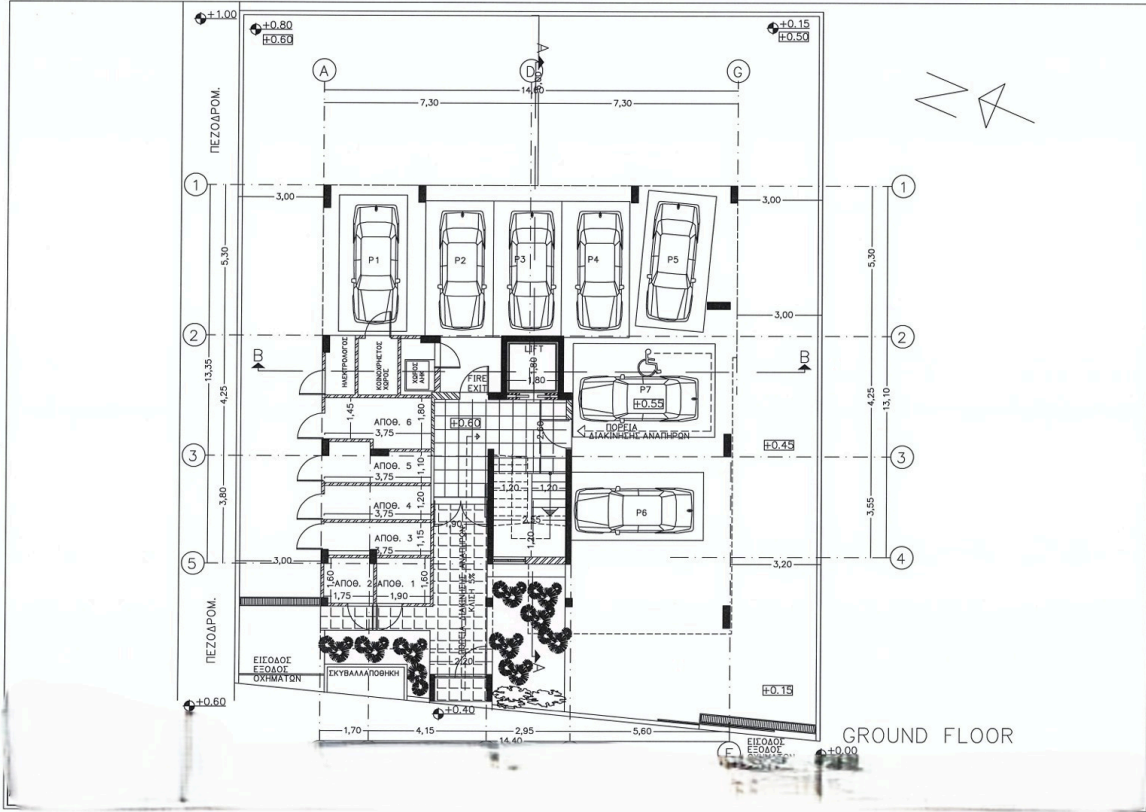 +1.00
+0.80
+0.60
+0.15
+0.50
A
A
D
G
14,60
7,30
7,30
ΠΕΖΟΔΡΟΜ.
1
1
3,00
3,00
5,30
5,30
P1
P2
P3
P4
P5
3,00
2
2
B
B
ΗΛΕΚΤΡΟΛΟΓΟΣ
ΚΟΙΝΟΧΡΗΣΤΟΣ
ΧΩΡΟΣ
ΧΩΡΟΣ
ΑΗΚ
LIFT
1,80
1,80
FIRE
EXIT
P7
+0.55
ΠΟΡΕΙΑ
ΔΙΑΚΙΝΗΣΗΣ ΑΝΑΠΗΡΩΝ
13,35
4,25
4,25
13,10
1,45
1,80
ΑΠΟΘ. 6
3,75
+0.60
+0.45
3
3
ΑΠΟΘ. 5
3,75
1,10
ΑΠΟΘ. 4
3,75
1,20
1,20
1,20
P6
3,80
3,55
1,90
1,20
ΑΠΟΘ. 3
3,75
1,15
5
4
3,00
3,20
1,60
ΑΠΟΘ. 2
1,75
ΑΠΟΘ. 1
1,90
1,60
ΠΟΡΕΙΑ ΔΙΑΚΙΝΗΣΗΣ ΑΝΑΠΗΡΩΝ
ΚΛΙΣΗ 5%
ΠΕΖΟΔΡΟΜ.
ΕΙΣΟΔΟΣ
ΕΞΟΔΟΣ
ΟΧΗΜΑΤΩΝ
ΣΚΥΒΑΛΛΑΠΟΘΗΚΗ
2,20
A
+0.15
+0.60
+0.40
1,70
4,15
2,95
5,60
14,40
ΕΙΣΟΔΟΣ
ΕΞΟΔΟΣ
+0.00
GROUND FLOOR